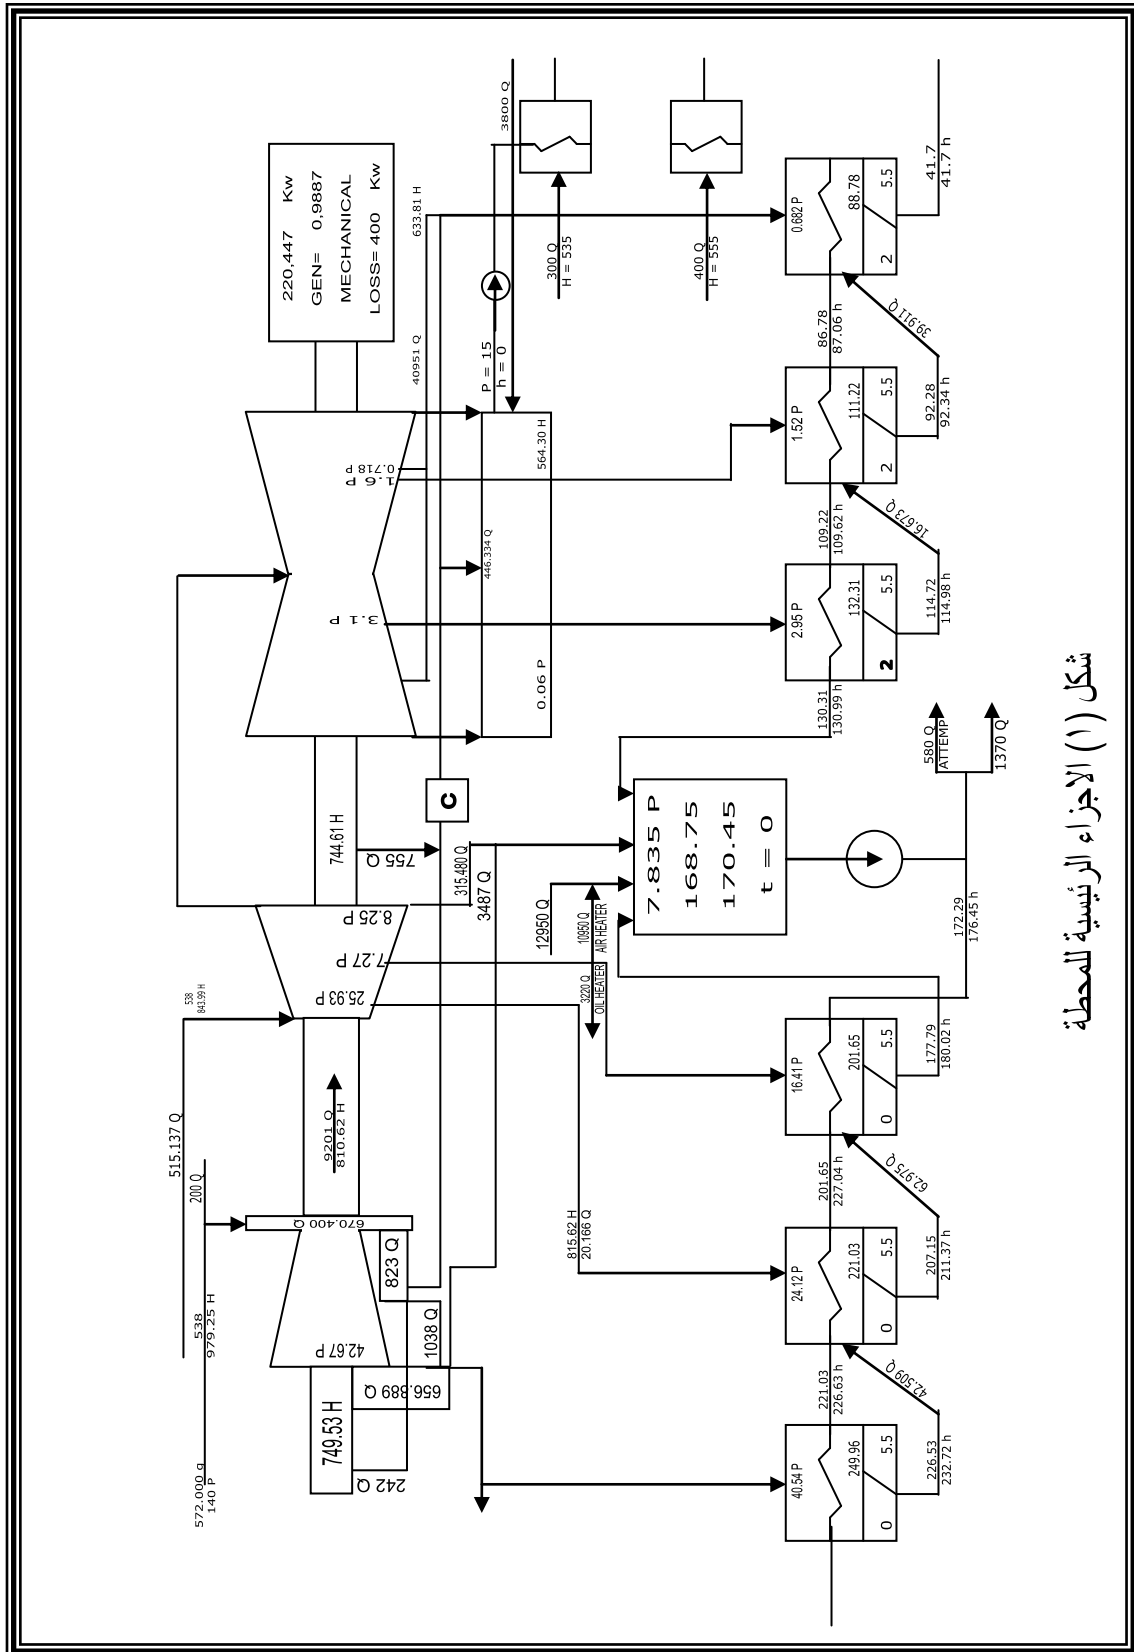 220,447 Kw
GEN= 0,9887
MECHANICAL
LOSS= 400 Kw
3800 Q
633.81 H
40951 Q
P = 15
h = 0
300 Q
H = 535
400 Q
H = 555
0.682 P
88.78
5.5
2
41.7
41.7 h
86.78
87.06 h
39,911 Q
1.52 P
111.22
5.5
2
92.28
92.34 h
109.22
109.62 h
16,673 Q
2.95 P
132.31
5.5
2
114.72
114.98 h
130.31
130.99 h
0.718 P
1.6 P
3.1 P
564.30 H
446.334 Q
0.06 P
744.61 H
755 Q
C
315.480 Q
3487 Q
7.835 P
168.75
170.45
t = 0
12950 Q
10950 Q
AIR HEATER
3220 Q
OIL HEATER
580 Q
ATTEMP
1370 Q
172.29
176.45 h
8.25 P
7.27 P
25.93 P
538
843.99 H
515.137 Q
200 Q
9201 Q
810.62 H
670.400 Q
823 Q
1038 Q
42.67 P
656.889 Q
749.53 H
242 Q
538
979.25 H
572.000 q
140 P
815.62 H
20.166 Q
16.41 P
201.65
5.5
0
177.79
180.02 h
201.65
227.04 h
62.975 Q
24.12 P
221.03
5.5
0
207.15
211.37 h
221.03
226.63 h
42.509 Q
40.54 P
249.96
5.5
0
226.53
232.72 h
شكل (١) الاجزاء الرئيسية للمحطة